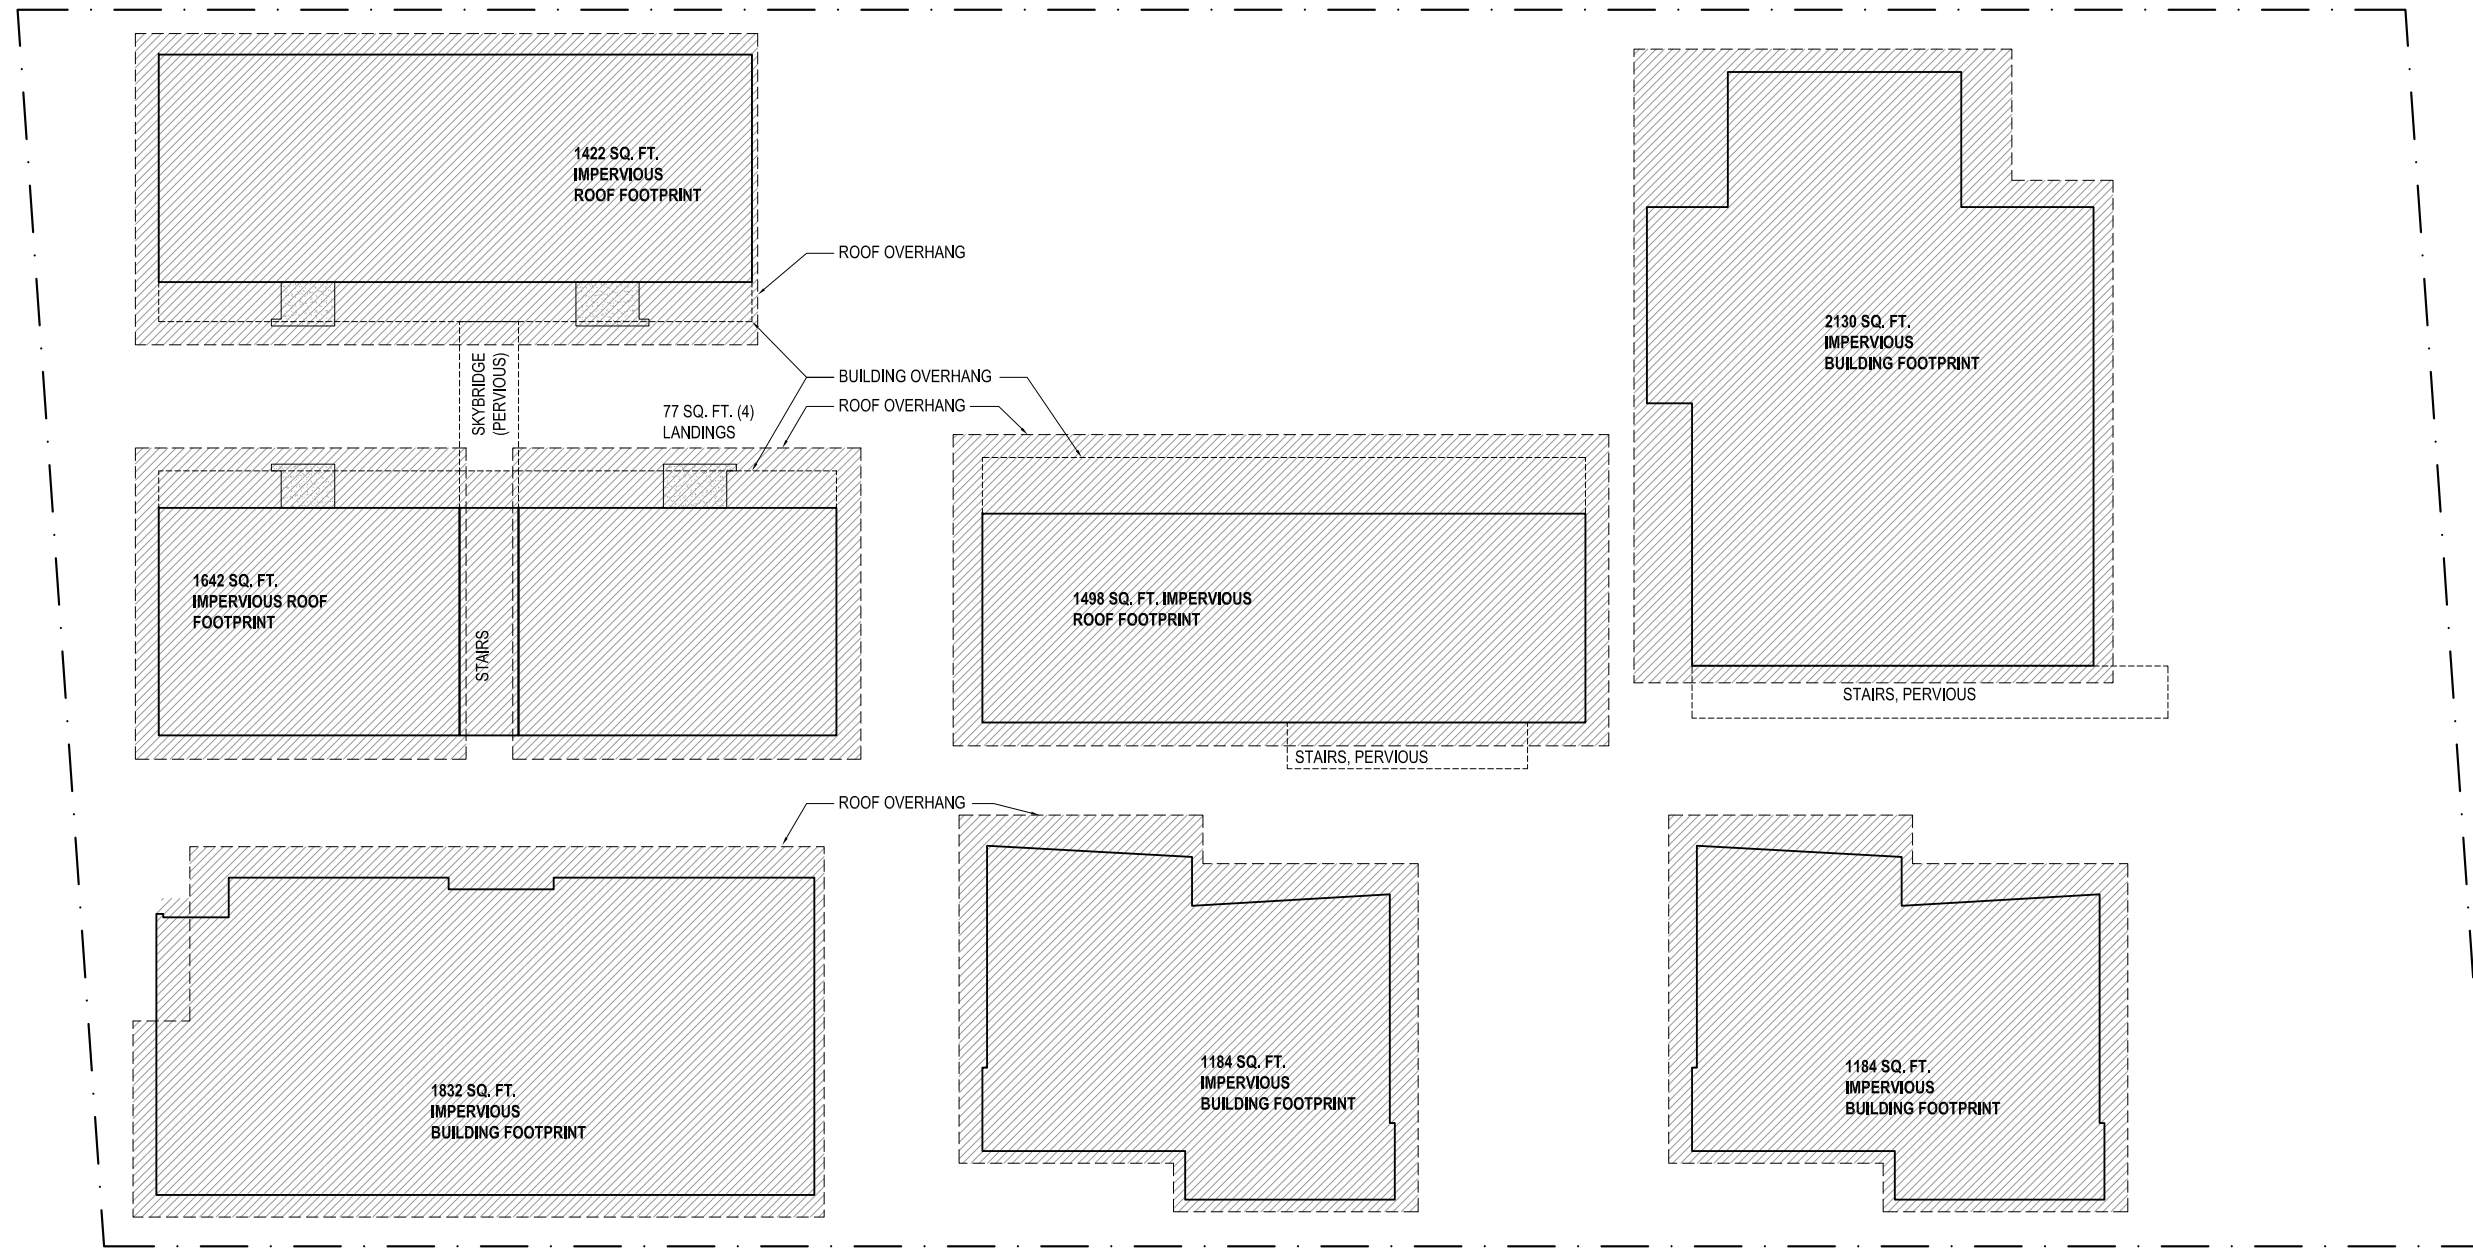 1422 SQ. FT.
IMPERVIOUS
ROOF FOOTPRINT
ROOF OVERHANG
2130 SQ. FT.
IMPERVIOUS
BUILDING FOOTPRINT
SKYBRIDGE
(PERVIOUS)
BUILDING OVERHANG
77 SQ. FT. (4)
LANDINGS
ROOF OVERHANG
1642 SQ. FT.
IMPERVIOUS ROOF
FOOTPRINT
STAIRS
1498 SQ. FT. IMPERVIOUS
ROOF FOOTPRINT
STAIRS, PERVIOUS
STAIRS, PERVIOUS
ROOF OVERHANG
1832 SQ. FT.
IMPERVIOUS
BUILDING FOOTPRINT
1184 SQ. FT.
IMPERVIOUS
BUILDING FOOTPRINT
1184 SQ. FT.
IMPERVIOUS
BUILDING FOOTPRINT